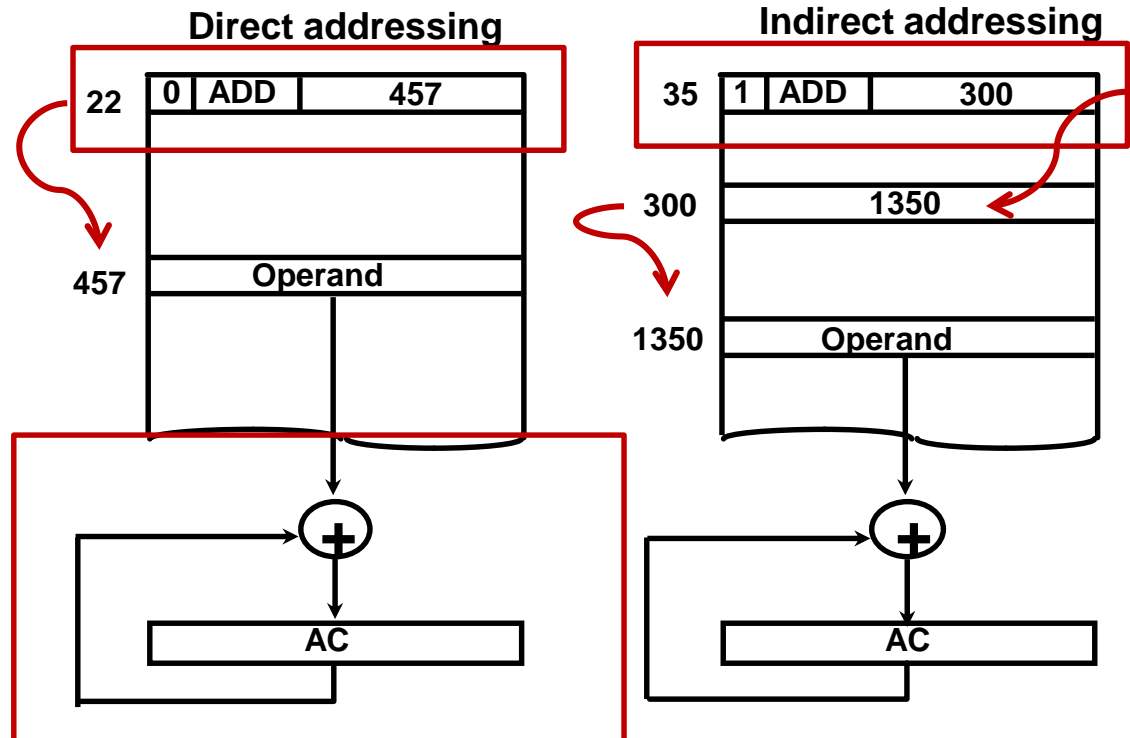 Direct addressing
22 0 ADD 457
457 Operand
+
AC
Indirect addressing
35 1 ADD 300
300 1350
1350 Operand
+
AC